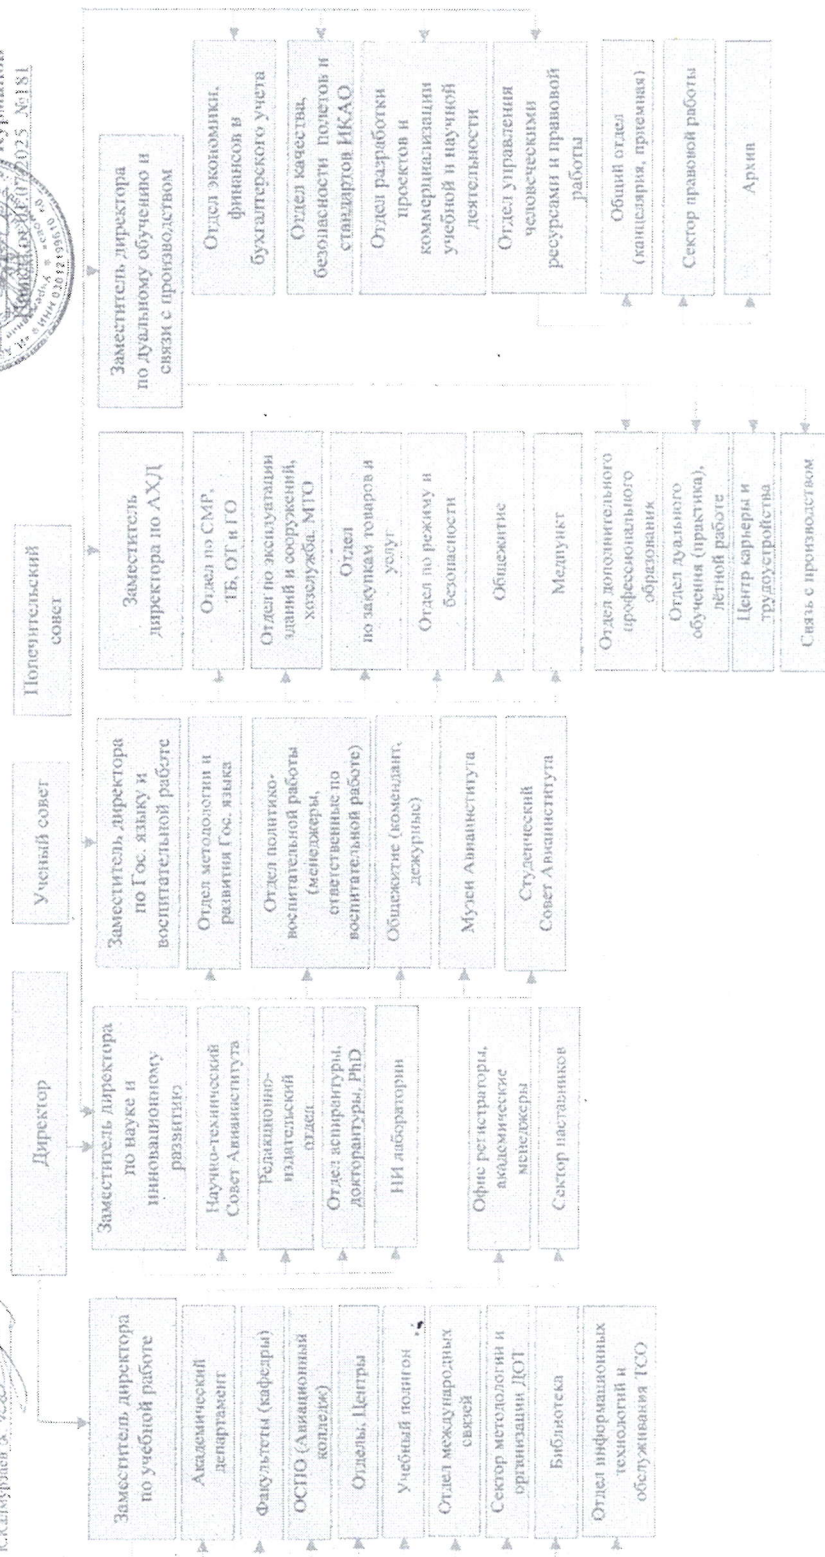 №181
Директор
Ученый совет
Попечительский
совет
Заместитель директора
по учебной работе
Академический
департамент
Факультеты (кафедры)
ОСПО (Авиационный
колледж)
Отделы, Центры
Учебный полигон
Отдел международных
связей
Сектор методологии и
организации ДОТ
Библиотека
Отдел информационных
технологий и
обслуживания ТСО
Заместитель директора
по науке и
инновационному
развитию
Научно-технический
Совет Авиаинститута
Редакционно-
издательский
отдел
Отдел аспирантуры,
докторантуры, PhD
НИ лаборатории
Офис регистраторы,
академические
менеджеры
Сектор наставников
Заместитель директора
по Гос. языку и
воспитательной работе
Отдел методологии и
развития Гос. языка
Отдел политико-
воспитательной работы
(менеджеры,
ответственные по
воспитательной работе)
Общежитие (комендант,
дежурные)
Музеи Авиаинститута
Студенческий
Совет Авиаинститута
Заместитель
директора по АХД
Отдел по СМР,
ТБ, ОТ и ГО
Отдел по эксплуатации
зданий и сооружений,
хозслужба. МТО
Отдел
по закупкам товаров и
услуг
Отдел по режиму и
безопасности
Общежитие
Медпункт
Заместитель директора
по дуальному обучению и
связи с производством
Отдел дополнительного
профессионального
образования
Отдел дуального
обучения (практика),
лётной работе
Центр карьеры и
трудоустройства
Связь с производством
Отдел экономики,
финансов и
бухгалтерского учета
Отдел качества,
безопасности полетов и
стандартов ИКАО
Отдел разработки
проектов и
коммерциализации
учебной и научной
деятельности
Отдел управления
человеческими
ресурсами и правовой
работы
Общий отдел
(канцелярия, приемная)
Сектор правовой работы
Архив